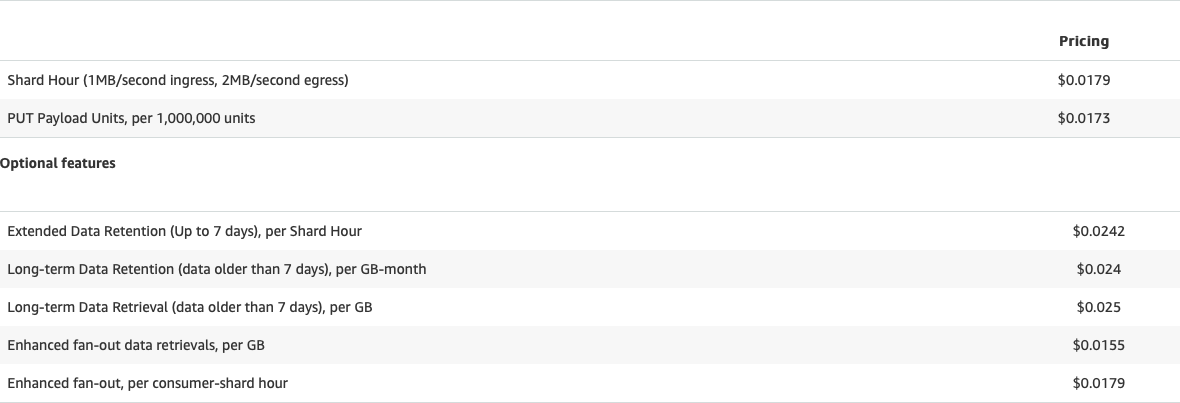 Pricing
Shard Hour (1MB/second ingress, 2MB/second egress) $0.0179
PUT Payload Units, per 1,000,000 units $0.0173
Optional features
Extended Data Retention (Up to 7 days), per Shard Hour $0.0242
Long-term Data Retention (data older than 7 days), per GB-month $0.024
Long-term Data Retrieval (data older than 7 days), per GB $0.025
Enhanced fan-out data retrievals, per GB $0.0155
Enhanced fan-out, per consumer-shard hour $0.0179